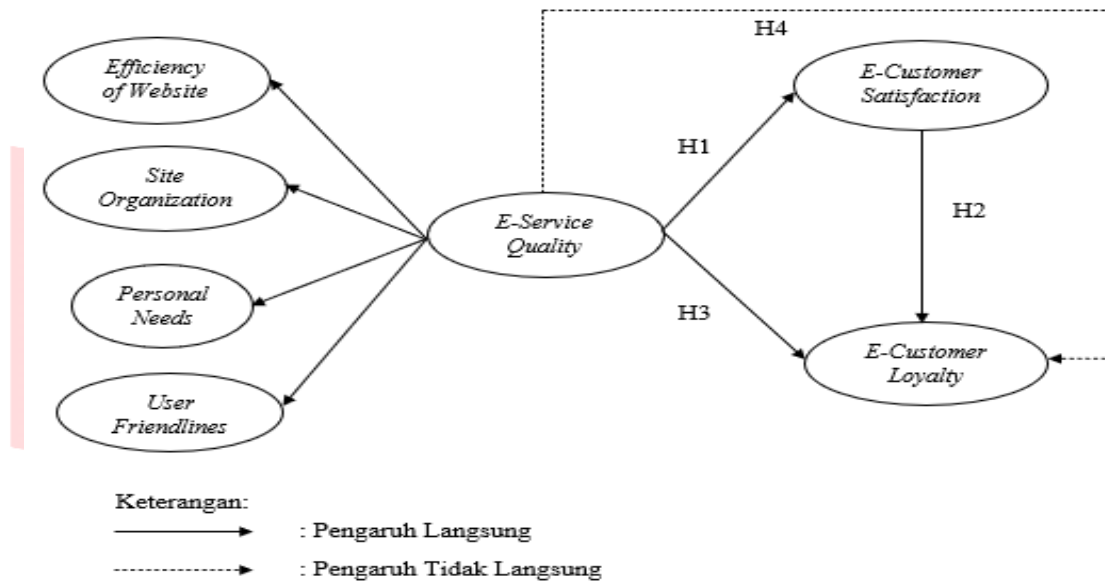 H4
Efficiency
of Website
E-Customer
Satisfaction
H1
Site
Organization
E-Service
Quality
H2
Personal
Needs
H3
E-Customer
Loyalty
User
Friendlines
Keterangan:
: Pengaruh Langsung
: Pengaruh Tidak Langsung